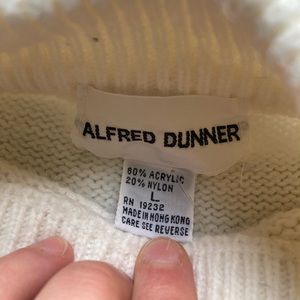 ALFRED DUNNER
80% ACRYLIC
20% NYLON
L
RN 19232
MADE IN HONG KONG
CARE SEE REVERSE